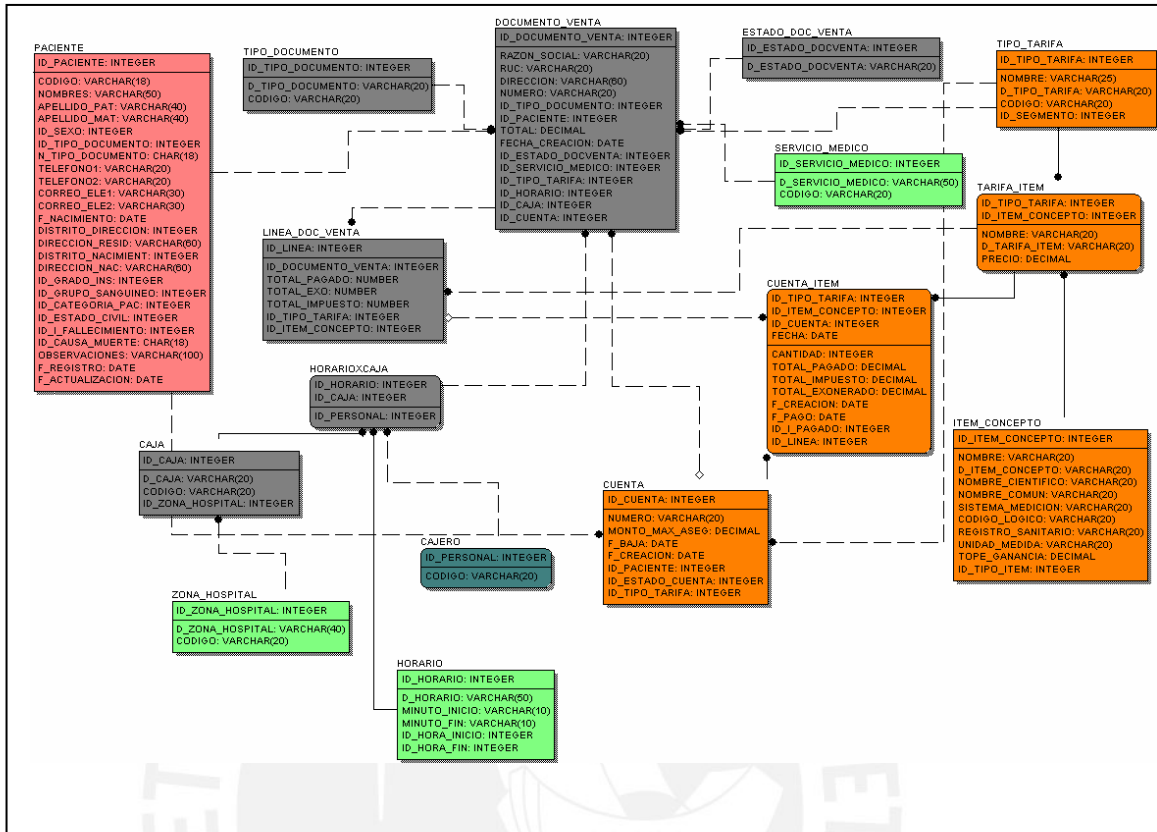 DOCUMENTO_VENTA
ID_DOCUMENTO_VENTA: INTEGER
RAZON_SOCIAL: VARCHAR(20)
RUC: VARCHAR(20)
DIRECCION: VARCHAR(60)
NUMERO: VARCHAR(20)
ID_TIPO_DOCUMENTO: INTEGER
ID_PACIENTE: INTEGER
TOTAL: DECIMAL
FECHA_CREACION: DATE
ID_ESTADO_DOCVENTA: INTEGER
ID_SERVICIO_MEDICO: INTEGER
ID_TIPO_TARIFA: INTEGER
ID_HORARIO: INTEGER
ID_CAJA: INTEGER
ID_CUENTA: INTEGER
ESTADO_DOC_VENTA
ID_ESTADO_DOCVENTA: INTEGER
D_ESTADO_DOCVENTA: VARCHAR(20)
TIPO_TARIFA
ID_TIPO_TARIFA: INTEGER
NOMBRE: VARCHAR(25)
D_TIPO_TARIFA: VARCHAR(20)
CODIGO: VARCHAR(20)
ID_SEGMENTO: INTEGER
PACIENTE
ID_PACIENTE: INTEGER
CODIGO: VARCHAR(18)
NOMBRES: VARCHAR(50)
APELLIDO_PAT: VARCHAR(40)
APELLIDO_MAT: VARCHAR(40)
ID_SEXO: INTEGER
ID_TIPO_DOCUMENTO: INTEGER
N_TIPO_DOCUMENTO: CHAR(18)
TELEFONO1: VARCHAR(20)
TELEFONO2: VARCHAR(20)
CORREO_ELE1: VARCHAR(30)
CORREO_ELE2: VARCHAR(30)
F_NACIMIENTO: DATE
DISTRITO_DIRECCION: INTEGER
DIRECCION_RESID: VARCHAR(60)
DISTRITO_NACIMIENT: INTEGER
DIRECCION_NAC: VARCHAR(60)
ID_GRADO_INS: INTEGER
ID_GRUPO_SANGUINEO: INTEGER
ID_CATEGORIA_PAC: INTEGER
ID_ESTADO_CIVIL: INTEGER
ID_I_FALLECIMIENTO: INTEGER
ID_CAUSA_MUERTE: CHAR(18)
OBSERVACIONES: VARCHAR(100)
F_REGISTRO: DATE
F_ACTUALIZACION: DATE
TIPO_DOCUMENTO
ID_TIPO_DOCUMENTO: INTEGER
D_TIPO_DOCUMENTO: VARCHAR(20)
CODIGO: VARCHAR(20)
SERVICIO_MEDICO
ID_SERVICIO_MEDICO: INTEGER
D_SERVICIO_MEDICO: VARCHAR(50)
CODIGO: VARCHAR(20)
TARIFA_ITEM
ID_TIPO_TARIFA: INTEGER
ID_ITEM_CONCEPTO: INTEGER
NOMBRE: VARCHAR(20)
D_TARIFA_ITEM: VARCHAR(20)
PRECIO: DECIMAL
LINEA_DOC_VENTA
ID_LINEA: INTEGER
ID_DOCUMENTO_VENTA: INTEGER
TOTAL_PAGADO: NUMBER
TOTAL_EXO: NUMBER
TOTAL_IMPUESTO: NUMBER
ID_TIPO_TARIFA: INTEGER
ID_ITEM_CONCEPTO: INTEGER
CUENTA_ITEM
ID_TIPO_TARIFA: INTEGER
ID_ITEM_CONCEPTO: INTEGER
ID_CUENTA: INTEGER
FECHA: DATE
CANTIDAD: INTEGER
TOTAL_PAGADO: DECIMAL
TOTAL_IMPUESTO: DECIMAL
TOTAL_EXONERADO: DECIMAL
F_CREACION: DATE
F_PAGO: DATE
ID_I_PAGADO: INTEGER
ID_LINEA: INTEGER
HORARIOXCAJA
ID_HORARIO: INTEGER
ID_CAJA: INTEGER
ID_PERSONAL: INTEGER
ITEM_CONCEPTO
ID_ITEM_CONCEPTO: INTEGER
NOMBRE: VARCHAR(20)
D_ITEM_CONCEPTO: VARCHAR(20)
NOMBRE_CIENTIFICO: VARCHAR(20)
NOMBRE_COMUN: VARCHAR(20)
SISTEMA_MEDICION: VARCHAR(20)
CODIGO_LOGICO: VARCHAR(20)
REGISTRO_SANITARIO: VARCHAR(20)
UNIDAD_MEDIDA: VARCHAR(20)
TOPE_GANANCIA: DECIMAL
ID_TIPO_ITEM: INTEGER
CAJA
ID_CAJA: INTEGER
D_CAJA: VARCHAR(20)
CODIGO: VARCHAR(20)
ID_ZONA_HOSPITAL: INTEGER
CUENTA
ID_CUENTA: INTEGER
NUMERO: VARCHAR(20)
MONTO_MAX_ASEG: DECIMAL
F_BAJA: DATE
F_CREACION: DATE
ID_PACIENTE: INTEGER
ID_ESTADO_CUENTA: INTEGER
ID_TIPO_TARIFA: INTEGER
CAJERO
ID_PERSONAL: INTEGER
CODIGO: VARCHAR(20)
ZONA_HOSPITAL
ID_ZONA_HOSPITAL: INTEGER
D_ZONA_HOSPITAL: VARCHAR(40)
CODIGO: VARCHAR(20)
HORARIO
ID_HORARIO: INTEGER
D_HORARIO: VARCHAR(50)
MINUTO_INICIO: VARCHAR(10)
MINUTO_FIN: VARCHAR(10)
ID_HORA_INICIO: INTEGER
ID_HORA_FIN: INTEGER